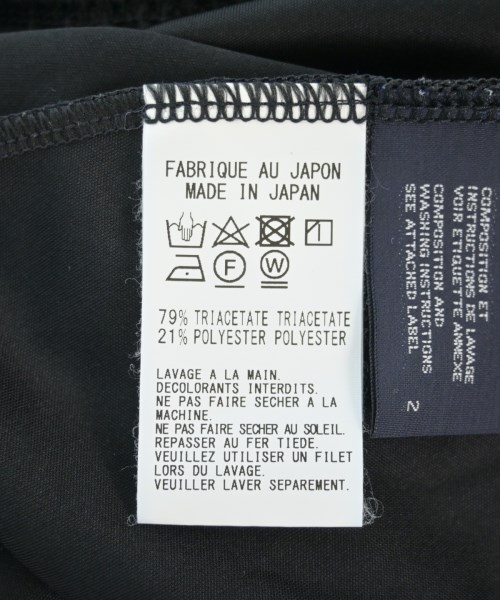 FABRIQUE AU JAPON
MADE IN JAPAN
F
W
79% TRIACETATE TRIACETATE
21% POLYESTER POLYESTER
LAVAGE A LA MAIN.
DECOLORANTS INTERDITS.
NE PAS FAIRE SECHER A LA
MACHINE.
NE PAS FAIRE SECHER AU SOLEIL.
REPASSER AU FER TIEDE.
VEUILLEZ UTILISER UN FILET
LORS DU LAVAGE.
VEUILLER LAVER SEPAREMENT.
COMPOSITION ET
INSTRUCTIONS DE LAVAGE
VOIR ETIQUETTE ANNEXE
COMPOSITION AND
WASHING INSTRUCTIONS
SEE ATTACHED LABEL
2